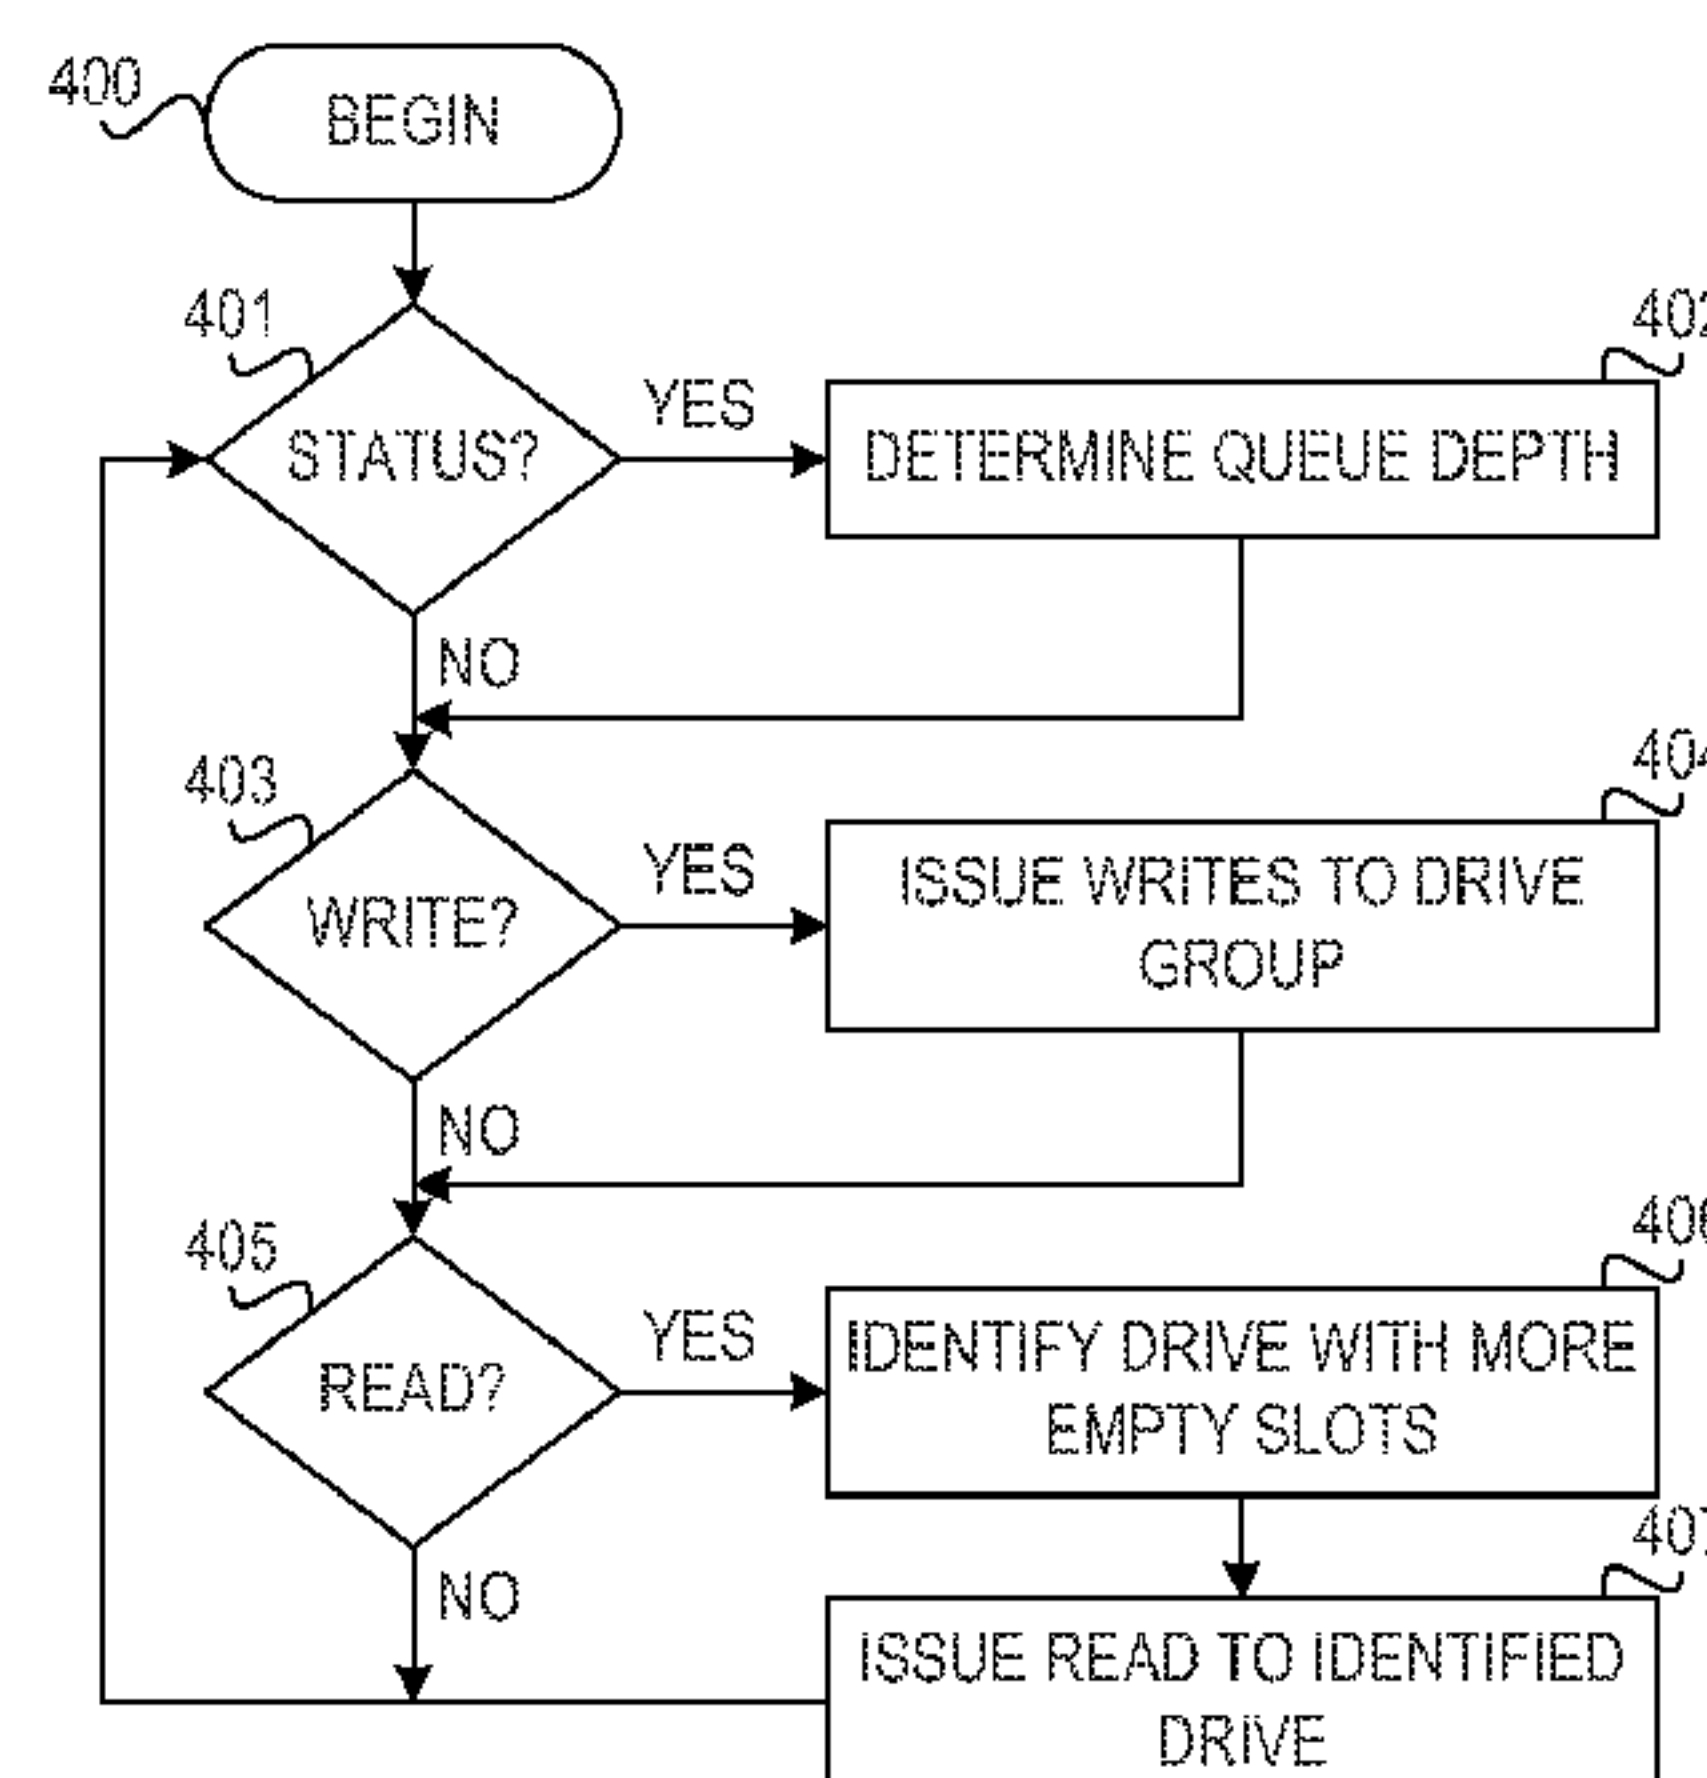 400
BEGIN
401
STATUS?
YES
DETERMINE QUEUE DEPTH
NO
403
WRITE?
YES
ISSUE WRITES TO DRIVE
GROUP
NO
405
READ?
YES
IDENTIFY DRIVE WITH MORE
EMPTY SLOTS
NO
ISSUE READ TO IDENTIFIED
DRIVE